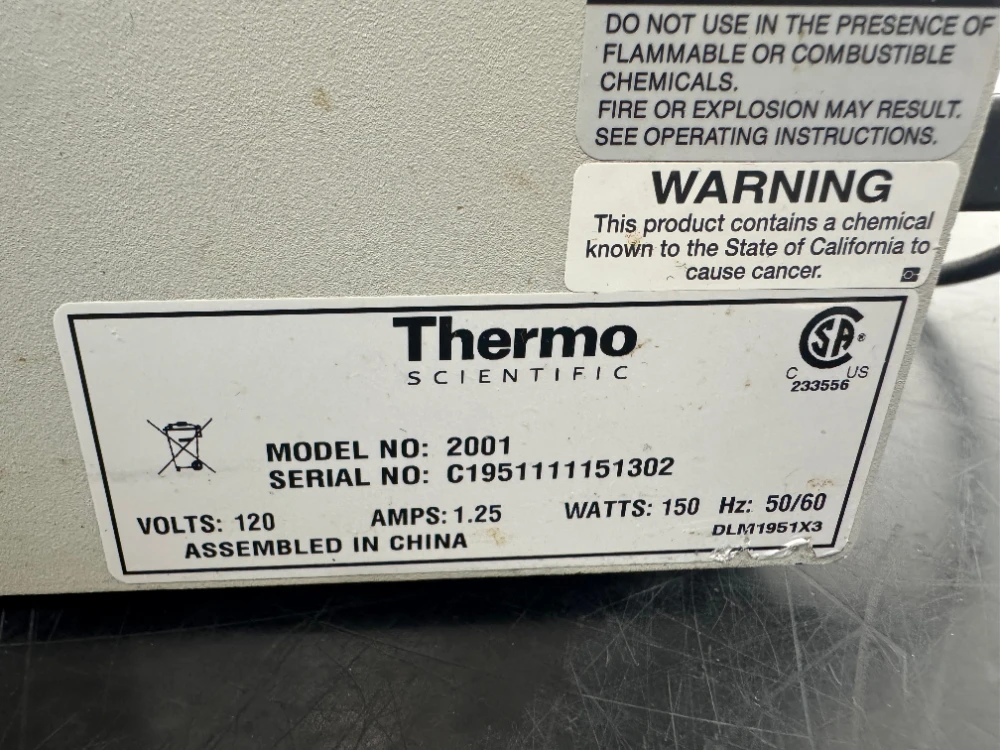 DO NOT USE IN THE PRESENCE OF
FLAMMABLE OR COMBUSTIBLE
CHEMICALS.
FIRE OR EXPLOSION MAY RESULT.
SEE OPERATING INSTRUCTIONS.
WARNING
This product contains a chemical
known to the State of California to
cause cancer.
Thermo
SCIENTIFIC
SA®
C US
233556
MODEL NO: 2001
SERIAL NO: C1951111151302
VOLTS: 120 AMPS: 1.25 WATTS: 150 Hz: 50/60
DLM1951X3
ASSEMBLED IN CHINA